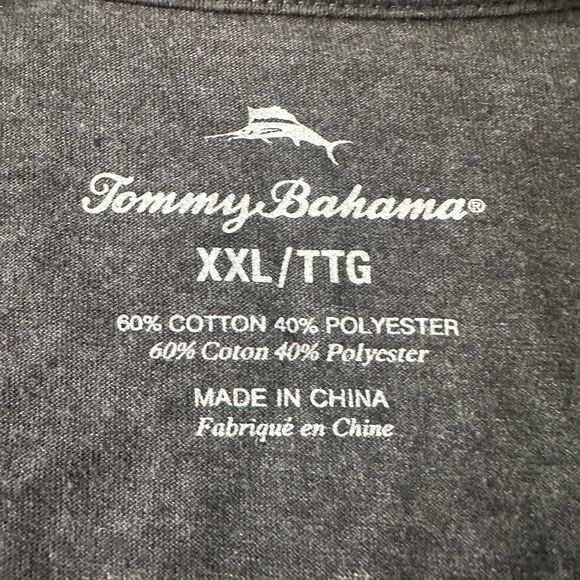 Tommy Bahama®
XXL/TTG
60% COTTON 40% POLYESTER
60% Coton 40% Polyester
MADE IN CHINA
Fabriqué en Chine